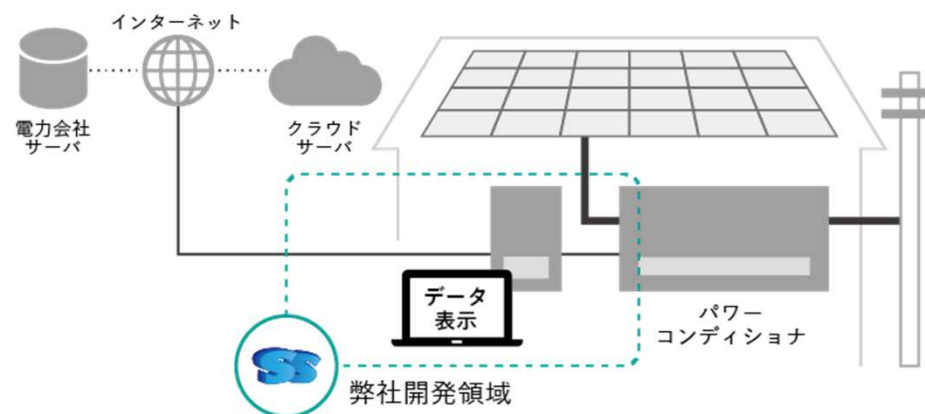 インターネット
電力会社
サーバ
クラウド
サーバ
データ
表示
パワー
コンディショナ
SS
弊社開発領域